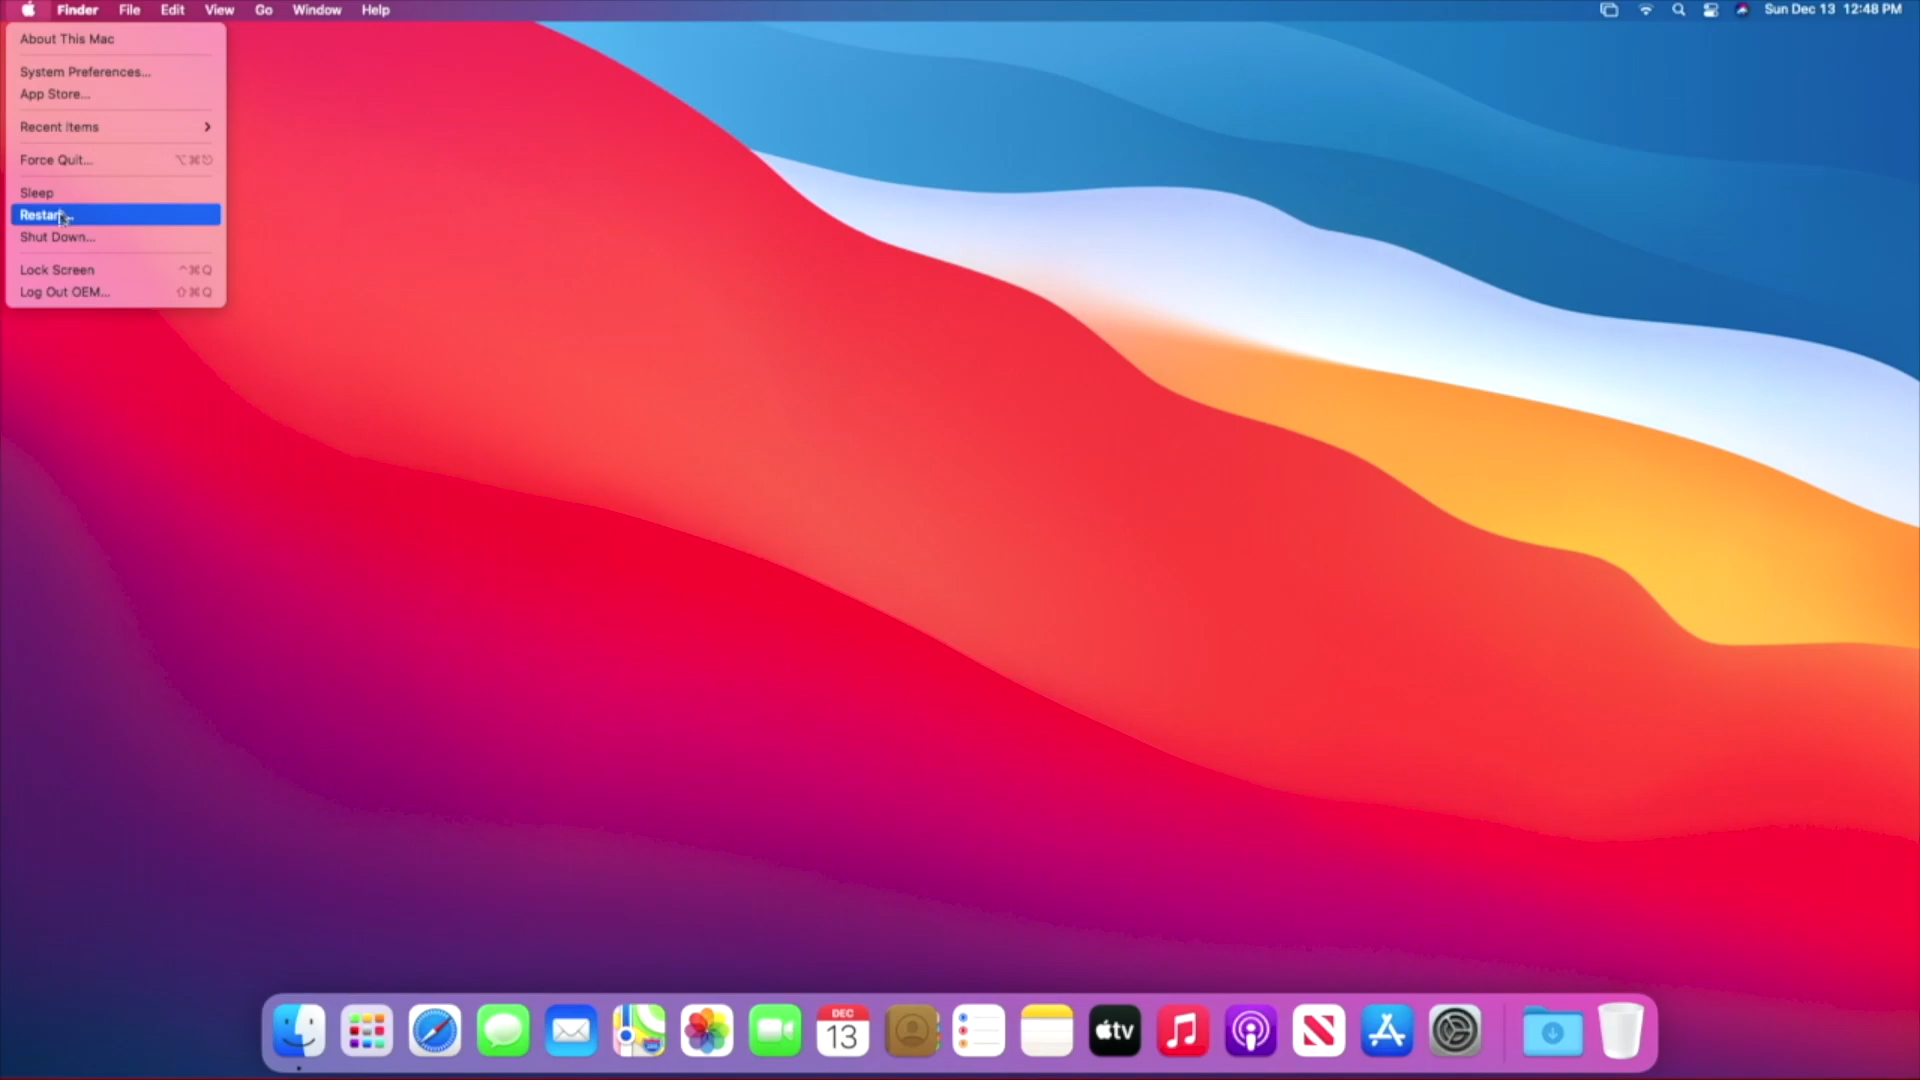 Finder File Edit View Go Window Help
Sun Dec 13 12:48 PM
About This Mac
System Preferences...
App Store...
Recent Items
Force Quit... ⌥⌘⎋
Sleep
Shut Down...
Lock Screen ^⌘Q
Log Out OEM... ⇧⌘Q
DEC
13
tv